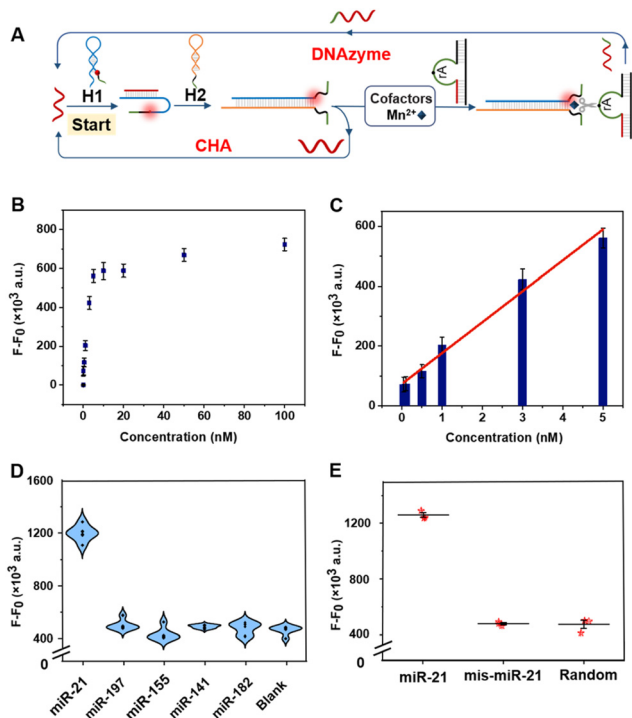 A
DNAzyme
H1
H2
rA
Cofactors
Mn²⁺
rA
Start
CHA
B
F-F₀ (×10³ a.u.)
800
600
400
200
0
0 20 40 60 80 100
Concentration (nM)
C
F-F₀ (×10³ a.u.)
600
400
200
0
0 1 2 3 4 5
Concentration (nM)
D
F-F₀ (×10³ a.u.)
1600
1200
800
400
0
miR-21 miR-197 miR-155 miR-141 miR-182 Blank
E
F-F₀ (×10³ a.u.)
1200
800
400
0
miR-21 mis-miR-21 Random